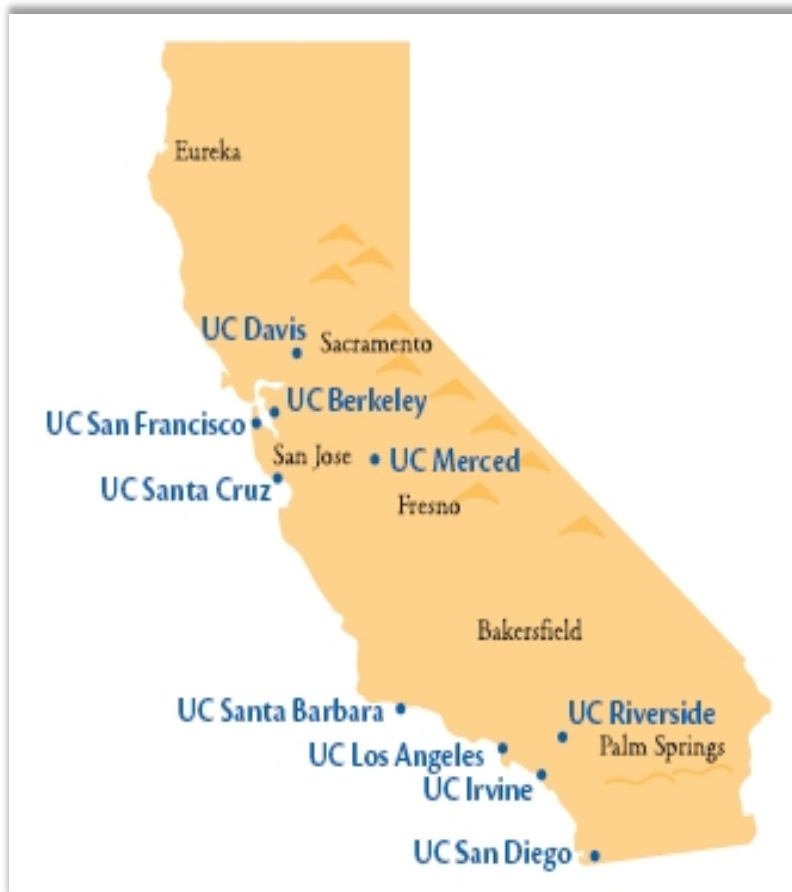 Eureka
UC Davis
Sacramento
UC Berkeley
UC San Francisco
San Jose
UC Merced
UC Santa Cruz
Fresno
Bakersfield
UC Santa Barbara
UC Riverside
Palm Springs
UC Los Angeles
UC Irvine
UC San Diego